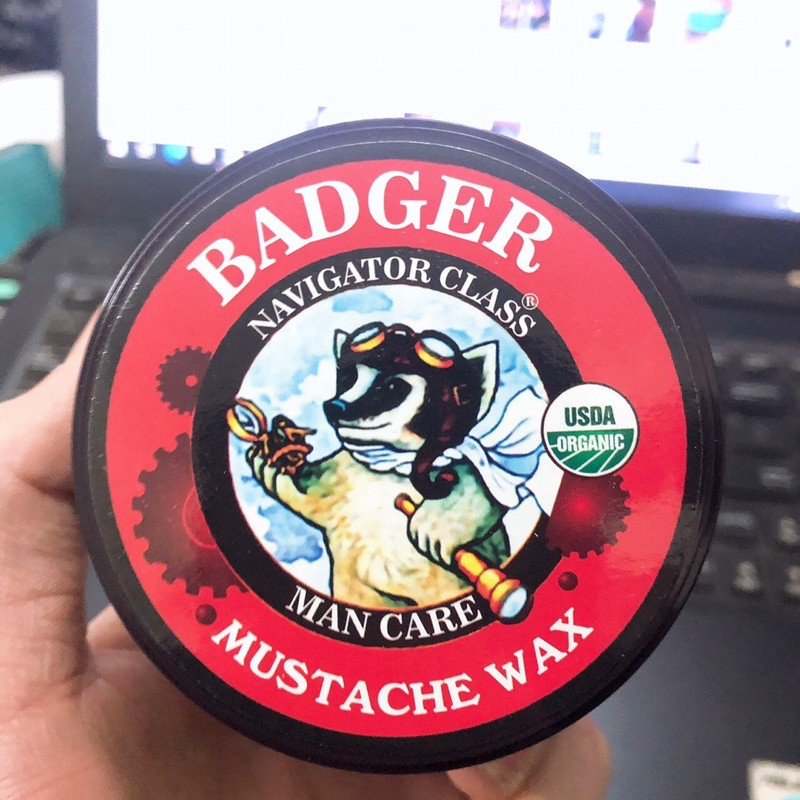 BADGER
NAVIGATOR CLASS®
USDA
ORGANIC
MAN CARE
MUSTACHE WAX